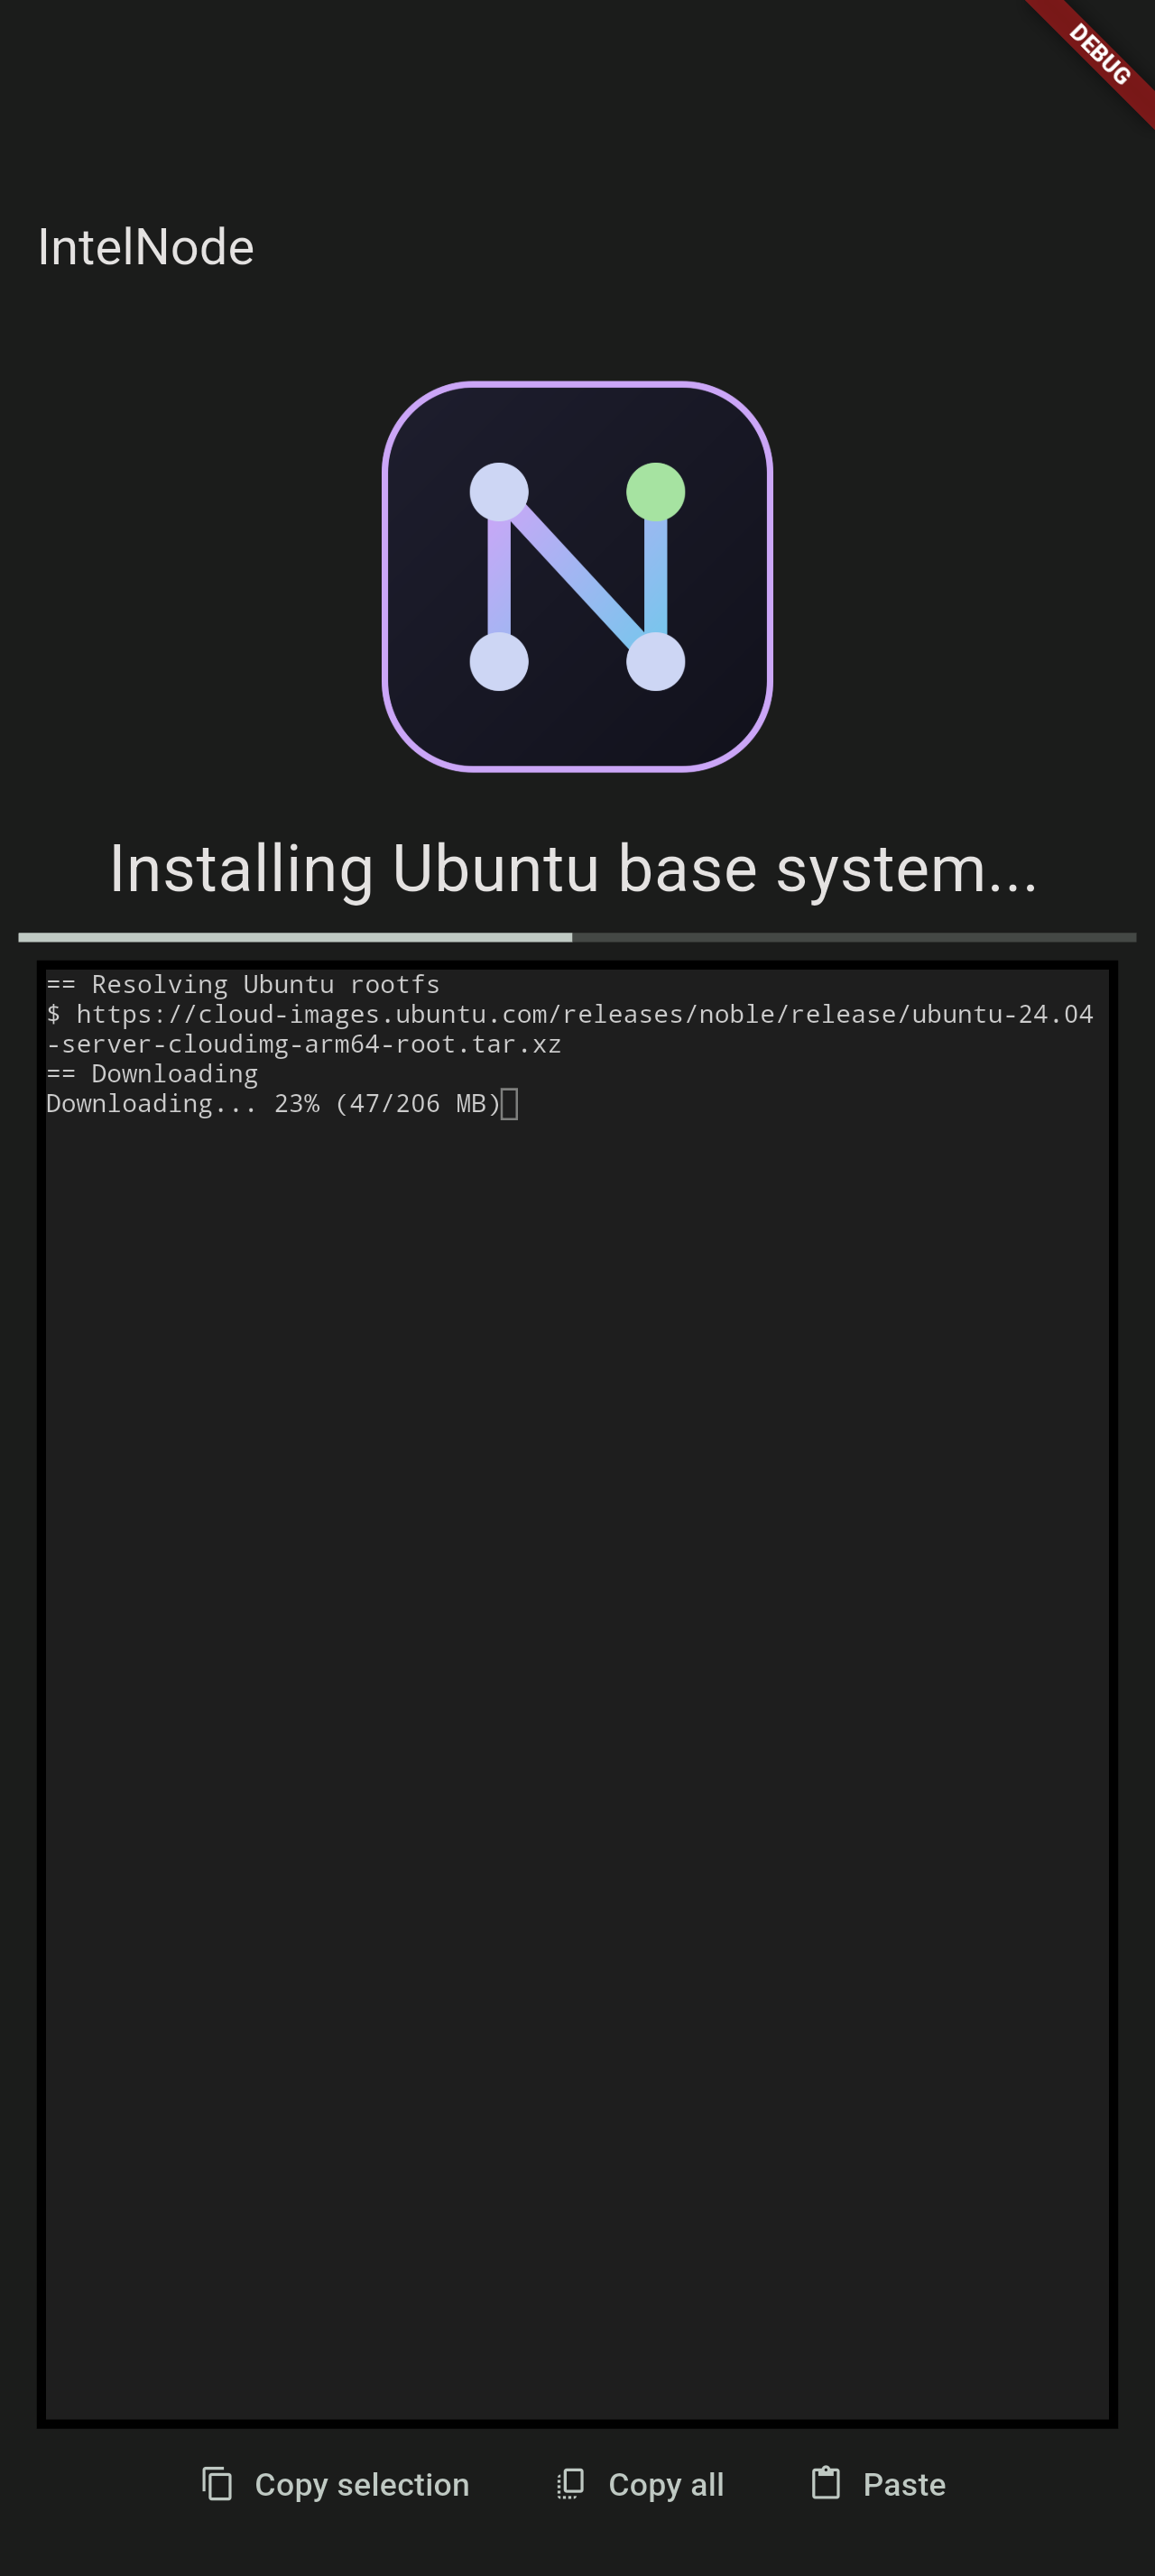 DEBUG
IntelNode
Installing Ubuntu base system...
== Resolving Ubuntu rootfs
$ https://cloud-images.ubuntu.com/releases/noble/release/ubuntu-24.04
-server-cloudimg-arm64-root.tar.xz
== Downloading
Downloading... 23% (47/206 MB)
Copy selection Copy all Paste